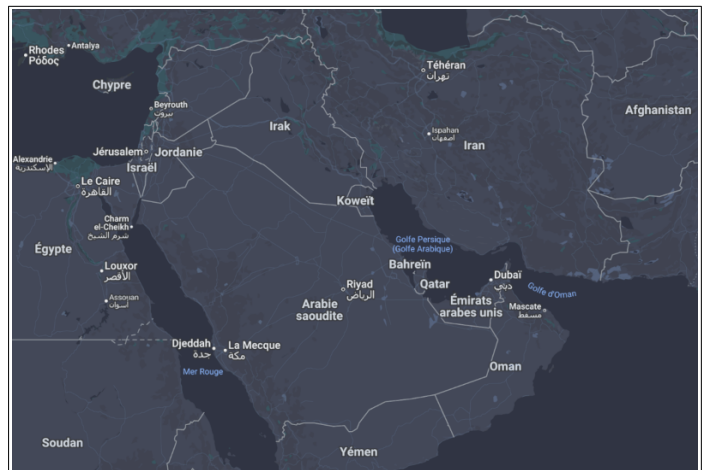 Rhodes
Ρόδος
Antalya
Téhéran
تهران
Chypre
Beyrouth
بيروت
Afghanistan
Irak
Ispahan
اصفهان
Iran
Alexandrie
الإسكندرية
Jérusalem
Jordanie
Israël
Le Caire
القاهرة
Koweït
Charm
el-Cheikh
شرم الشيخ
Golfe Persique
(Golfe Arabique)
Égypte
Louxor
الأقصر
Bahreïn
Dubaï
دبي
Riyad
الرياض
Qatar
Golfe d'Oman
Assouan
أسوان
Arabie
saoudite
Émirats
arabes unis
Mascate
مسقط
Djeddah
جدة
La Mecque
مكة
Mer Rouge
Oman
Soudan
Yémen